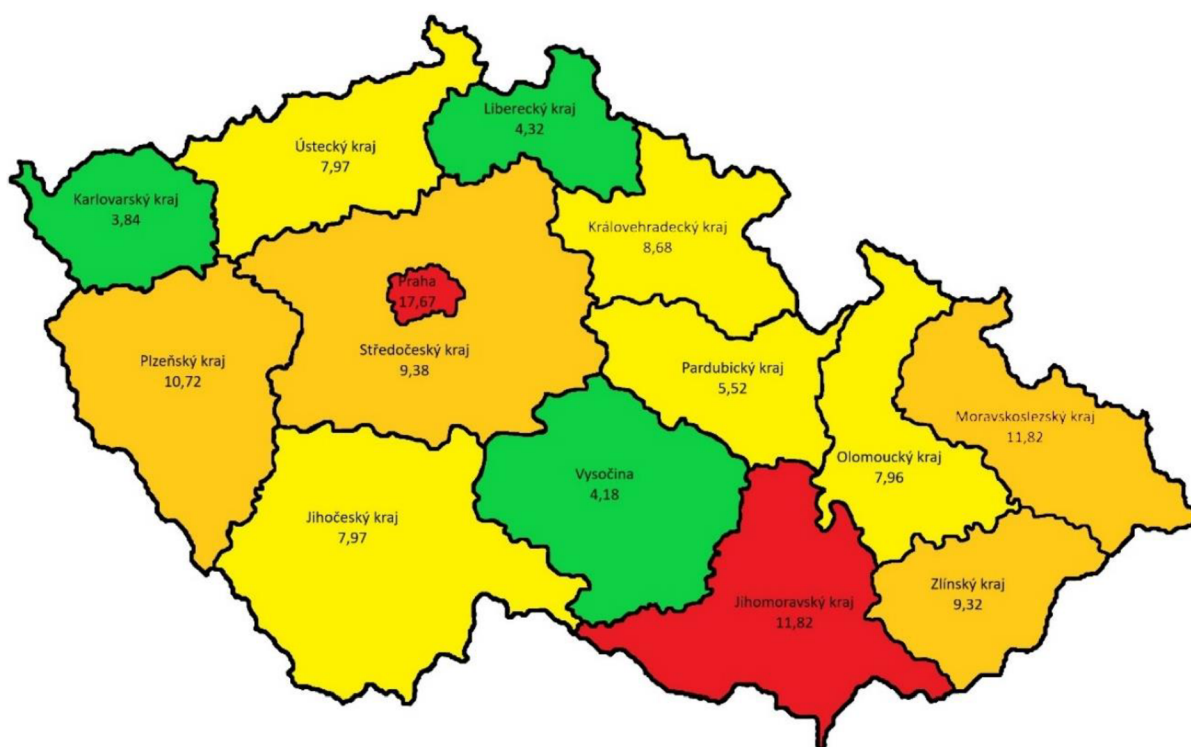 Liberecký kraj
4,32
Ústecký kraj
7,97
Karlovarský kraj
3,84
Královehradecký kraj
8,68
Praha
17,67
Středočeský kraj
9,38
Plzeňský kraj
10,72
Pardubický kraj
5,52
Moravskoslezský kraj
11,82
Olomoucký kraj
7,96
Vysočina
4,18
Jihočeský kraj
7,97
Zlínský kraj
9,32
Jihomoravský kraj
11,82